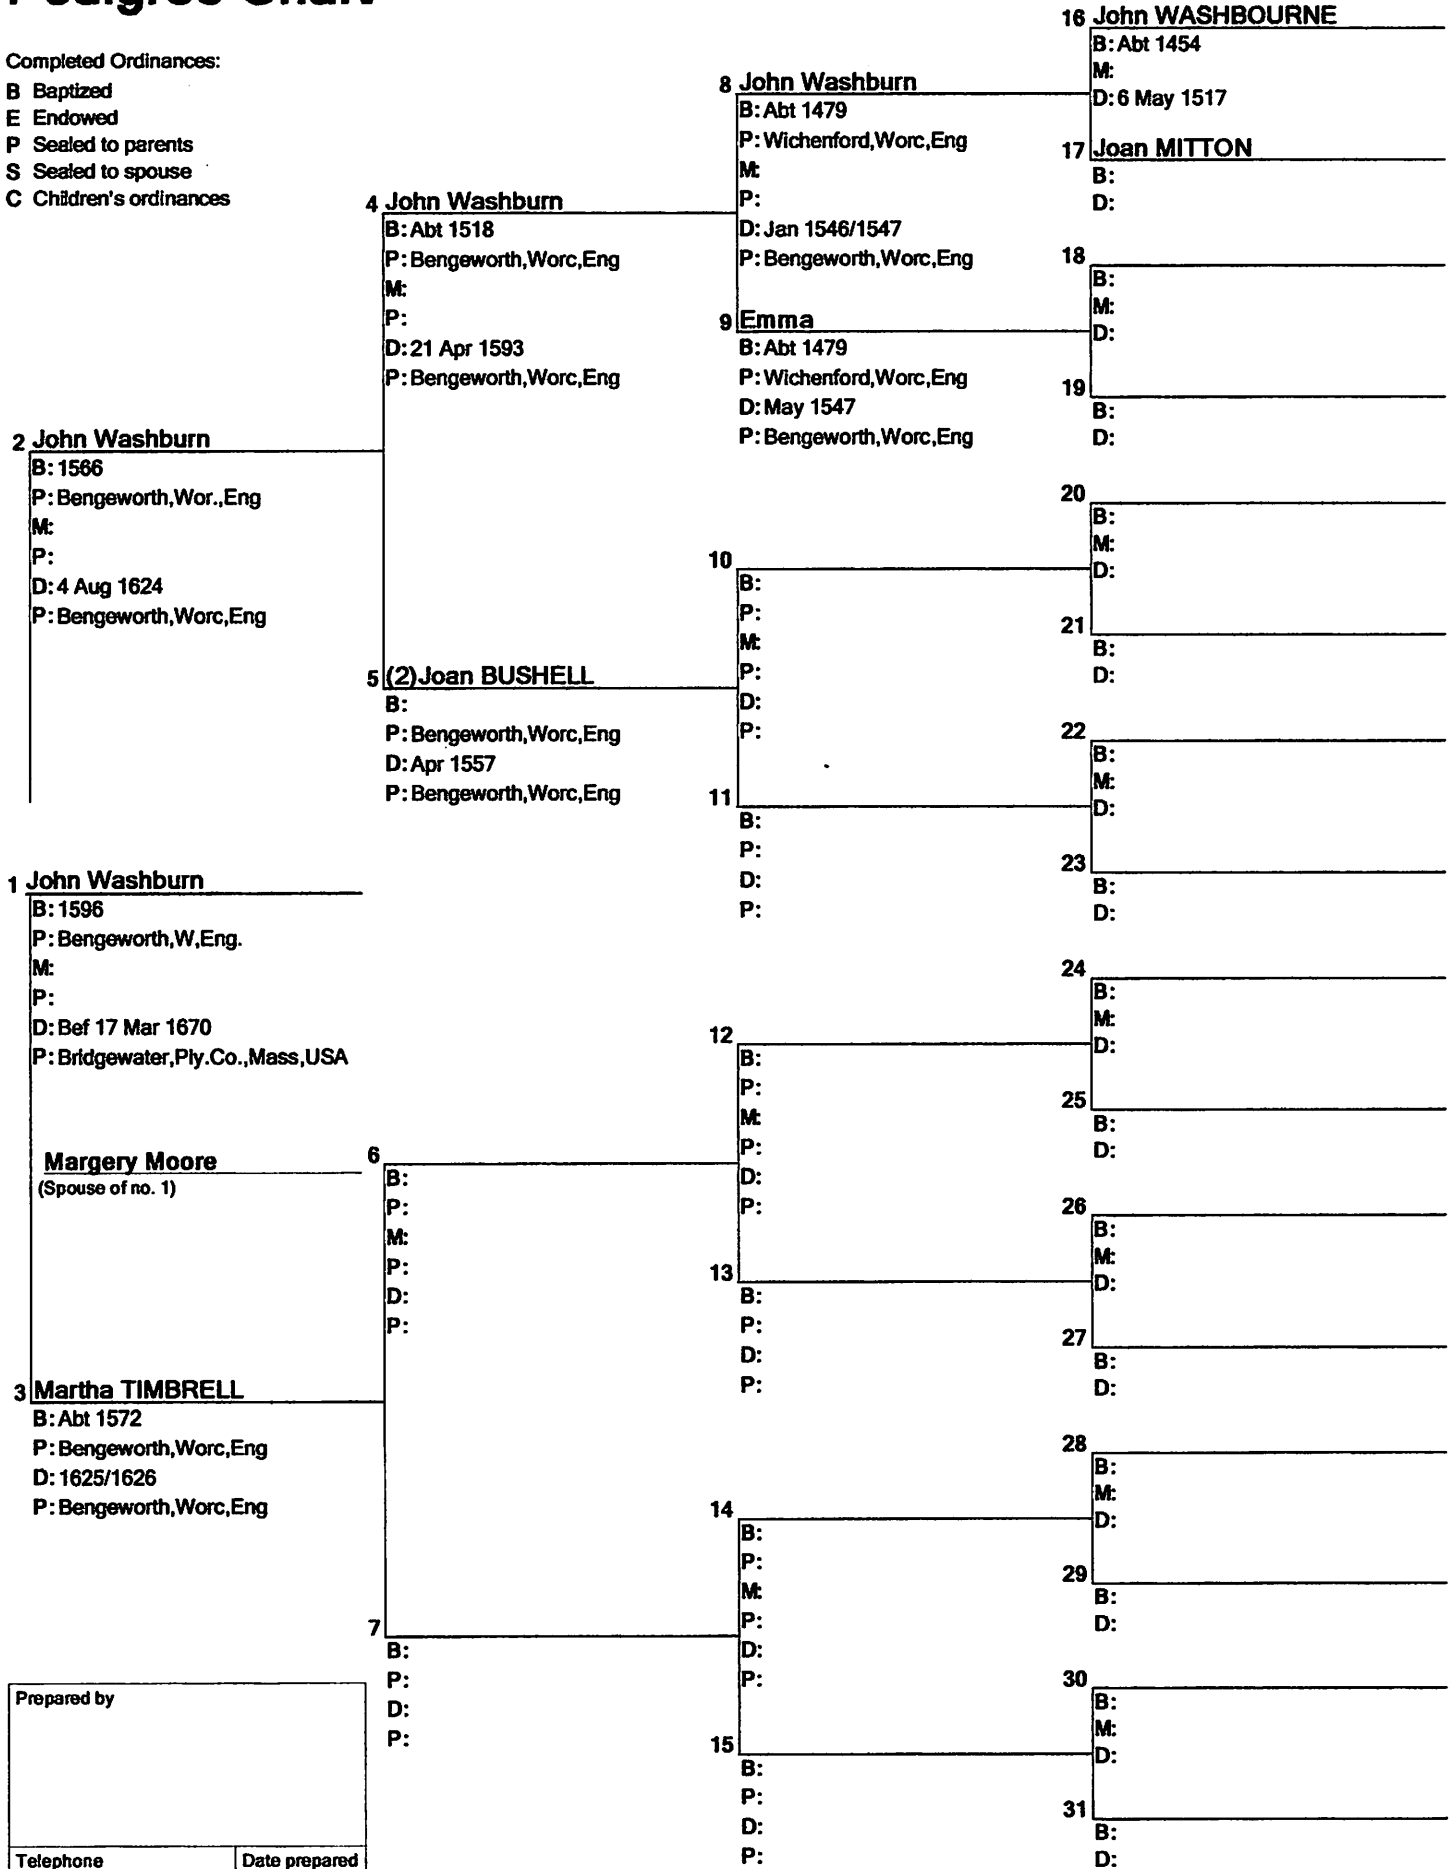 Completed Ordinances:
B Baptized
E Endowed
P Sealed to parents
S Sealed to spouse
C Children's ordinances
2 John Washburn
B: 1566
P: Bengeworth,Wor.,Eng
M:
P:
D: 4 Aug 1624
P: Bengeworth,Worc,Eng
1 John Washburn
B: 1596
P: Bengeworth,W,Eng.
M:
P:
D: Bef 17 Mar 1670
P: Bridgewater,Ply.Co.,Mass,USA
Margery Moore
(Spouse of no. 1)
3 Martha TIMBRELL
B: Abt 1572
P: Bengeworth,Worc,Eng
D: 1625/1626
P: Bengeworth,Worc,Eng
Prepared by
Telephone
Date prepared
4 John Washburn
B: Abt 1518
P: Bengeworth,Worc,Eng
M:
P:
D: 21 Apr 1593
P: Bengeworth,Worc,Eng
5 (2)Joan BUSHELL
B:
P: Bengeworth,Worc,Eng
D: Apr 1557
P: Bengeworth,Worc,Eng
6
B:
P:
M:
P:
D:
P:
7
B:
P:
D:
P:
8 John Washburn
B: Abt 1479
P: Wichenford,Worc,Eng
M:
P:
D: Jan 1546/1547
P: Bengeworth,Worc,Eng
9 Emma
B: Abt 1479
P: Wichenford,Worc,Eng
D: May 1547
P: Bengeworth,Worc,Eng
10
B:
P:
M:
P:
D:
P:
11
B:
P:
D:
P:
12
B:
P:
M:
P:
D:
P:
13
B:
P:
D:
P:
14
B:
P:
M:
P:
D:
P:
15
B:
P:
D:
P:
16 John WASHBOURNE
B: Abt 1454
M:
D: 6 May 1517
17 Joan MITTON
B:
D:
18
B:
M:
D:
19
B:
D:
20
B:
M:
D:
21
B:
D:
22
B:
M:
D:
23
B:
D:
24
B:
M:
D:
25
B:
D:
26
B:
M:
D:
27
B:
D:
28
B:
M:
D:
29
B:
D:
30
B:
M:
D:
31
B:
D: